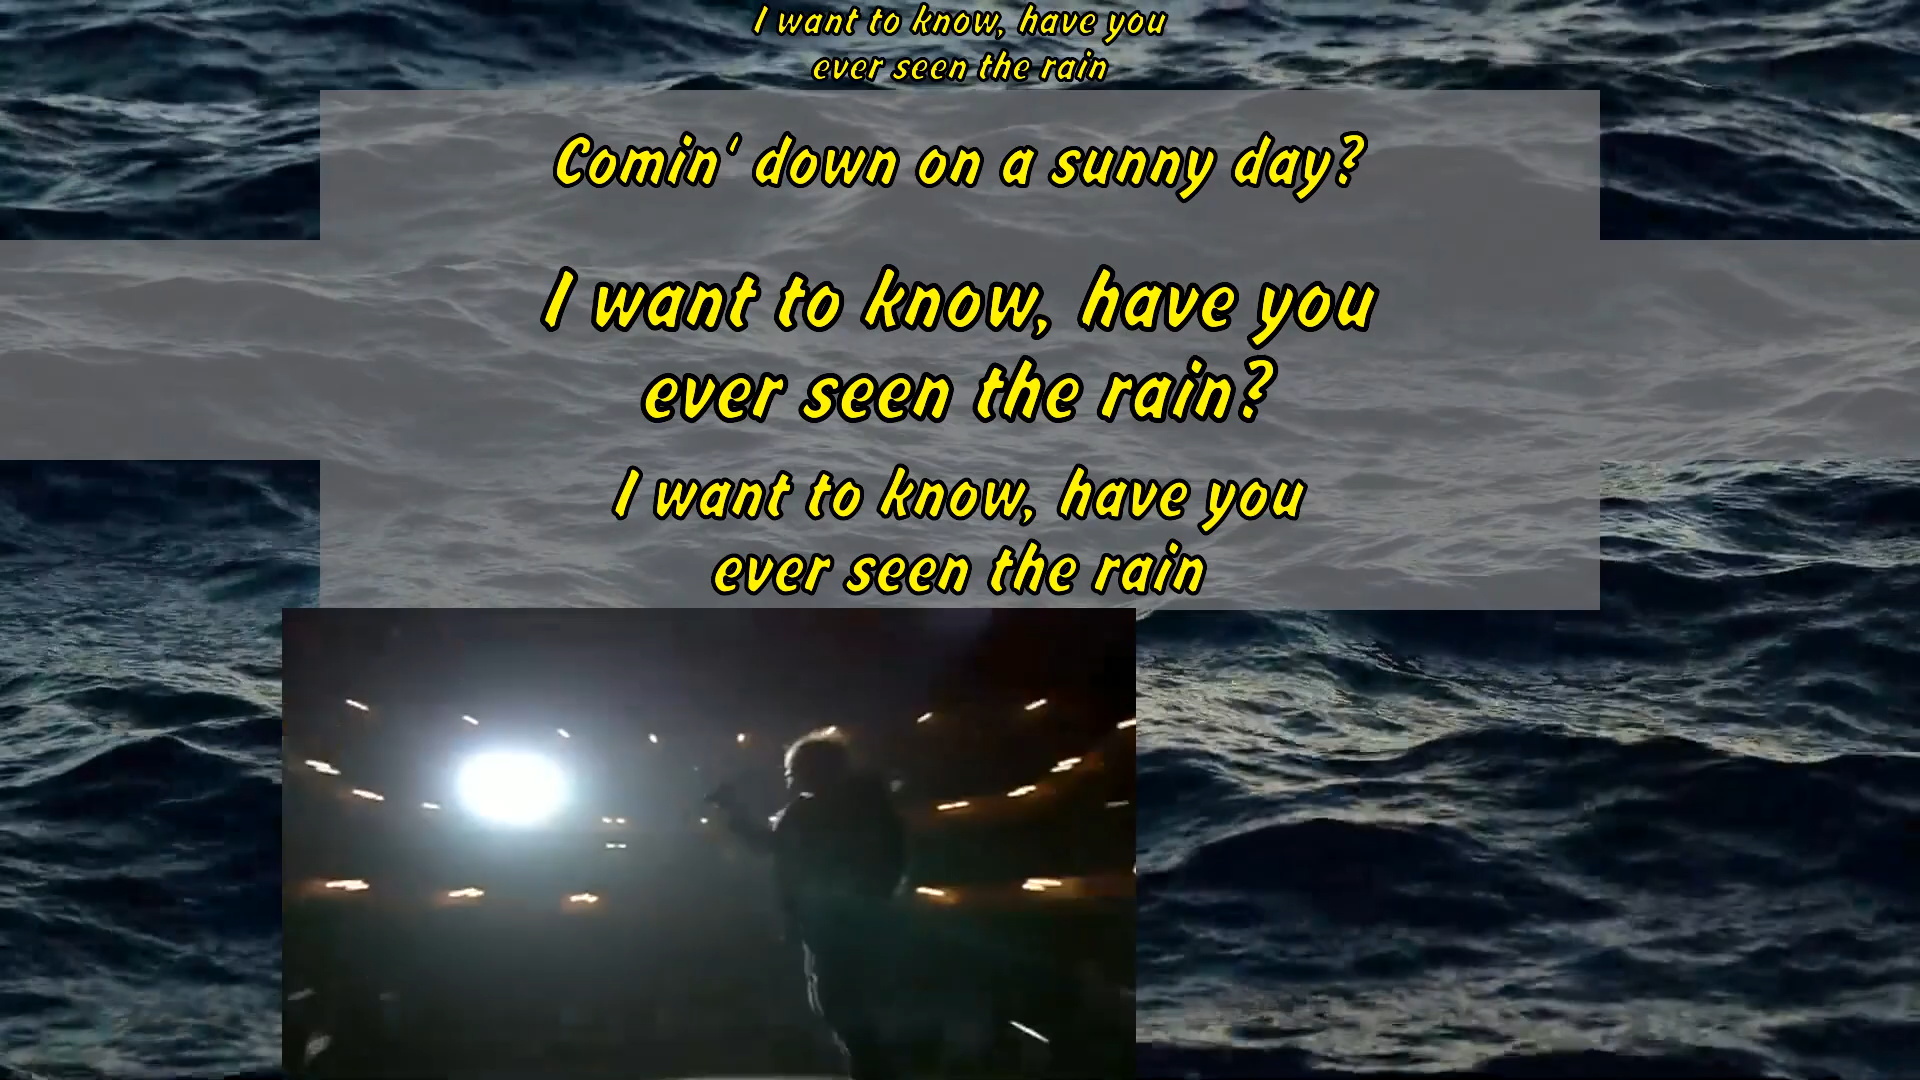 I want to know, have you
ever seen the rain
Comin' down on a sunny day?
I want to know, have you
ever seen the rain?
I want to know, have you
ever seen the rain